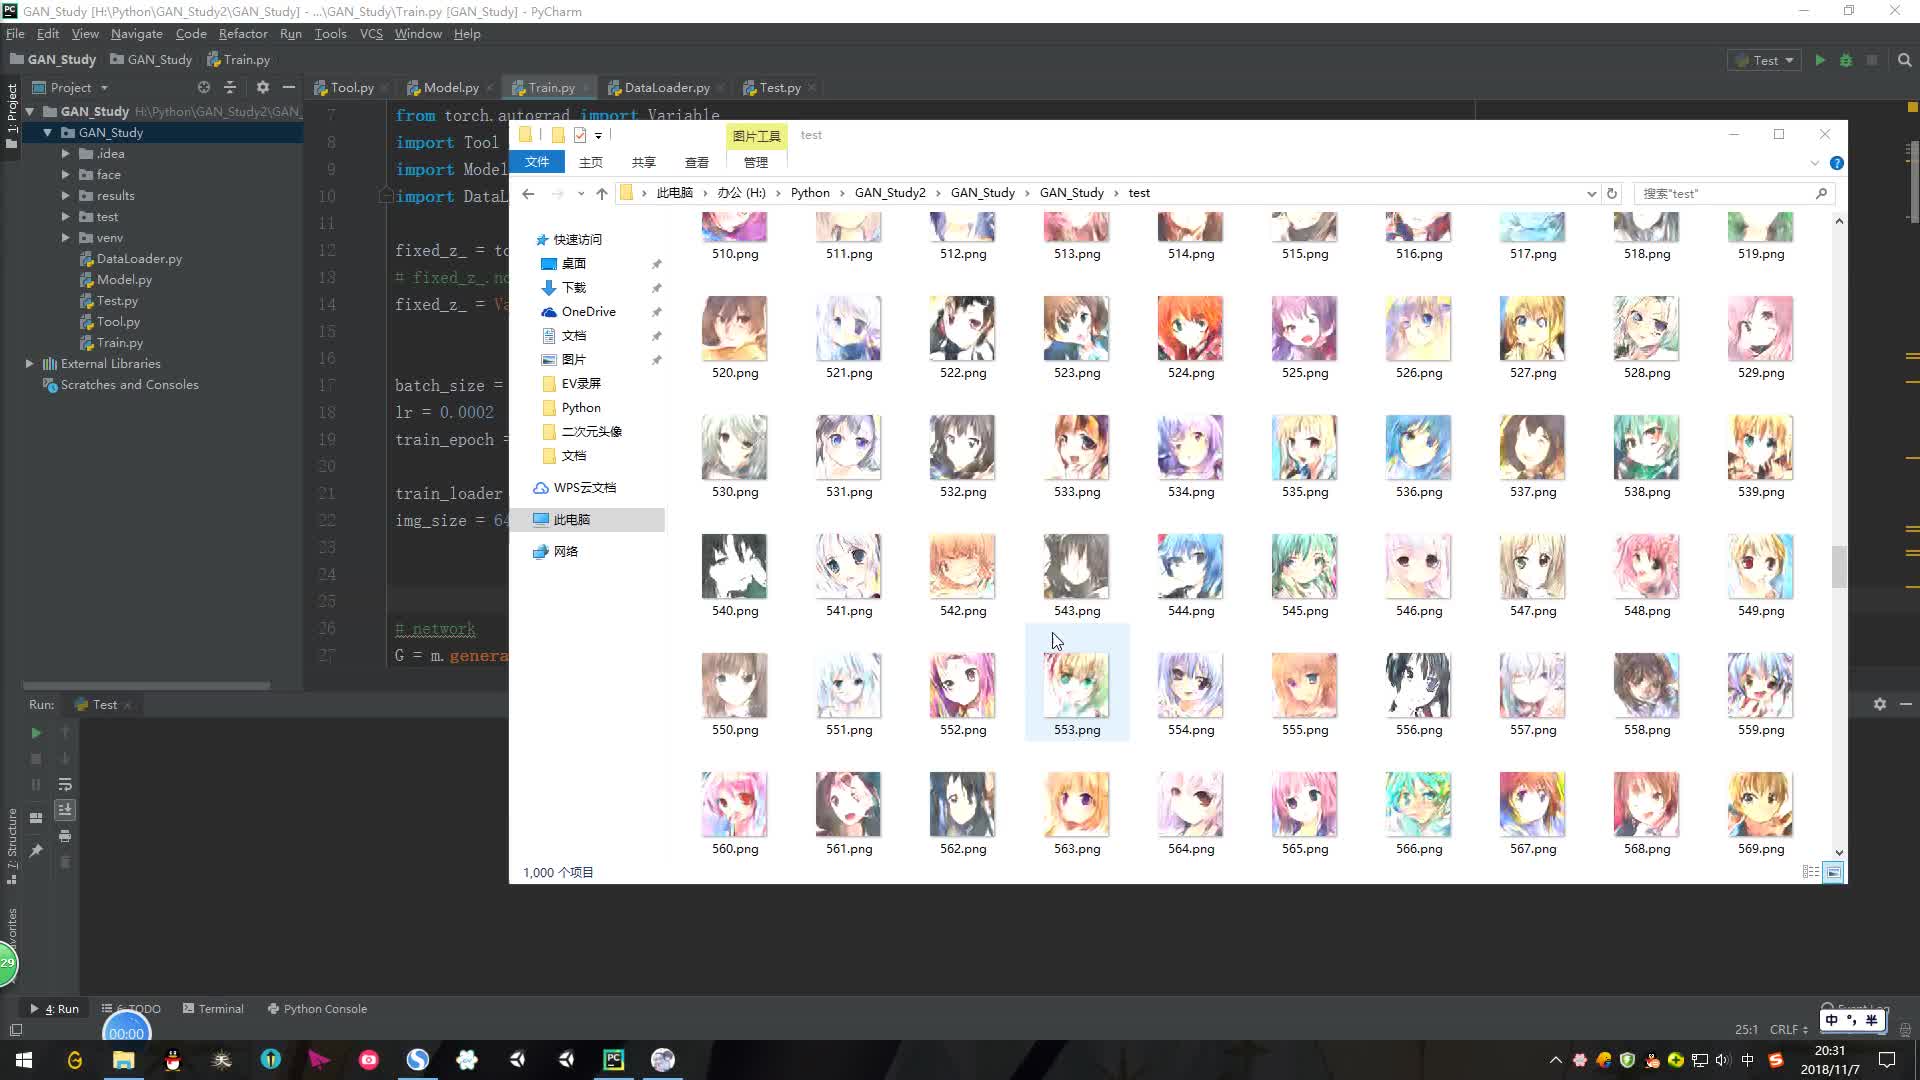 GAN_Study [H:\Python\GAN_Study2\GAN_Study] - ...\GAN_Study\Train.py [GAN_Study] - PyCharm
File Edit View Navigate Code Refactor Run Tools VCS Window Help
GAN_Study GAN_Study Train.py
Test
Project
Tool.py Model.py Train.py DataLoader.py Test.py
1: Project
GAN_Study H:\Python\GAN_Study2\GAN_
GAN_Study
.idea
face
results
test
venv
DataLoader.py
Model.py
Test.py
Tool.py
Train.py
External Libraries
Scratches and Consoles
7 from torch.autograd import Variable
8 import Tool
9 import Model
10 import DataL
11
12 fixed_z_ = to
13 # fixed_z_.no
14 fixed_z_ = Va
15
16
17 batch_size =
18 lr = 0.0002
19 train_epoch =
20
21 train_loader
22 img_size = 64
23
24
25
26 # network
27 G = m.genera
图片工具 test
文件 主页 共享 查看 管理
此电脑 办公 (H:) Python GAN_Study2 GAN_Study GAN_Study test
搜索"test"
快速访问
桌面
下载
OneDrive
文档
图片
EV录屏
Python
二次元头像
文档
WPS云文档
此电脑
网络
510.png 511.png 512.png 513.png 514.png 515.png 516.png 517.png 518.png 519.png
520.png 521.png 522.png 523.png 524.png 525.png 526.png 527.png 528.png 529.png
530.png 531.png 532.png 533.png 534.png 535.png 536.png 537.png 538.png 539.png
540.png 541.png 542.png 543.png 544.png 545.png 546.png 547.png 548.png 549.png
550.png 551.png 552.png 553.png 554.png 555.png 556.png 557.png 558.png 559.png
560.png 561.png 562.png 563.png 564.png 565.png 566.png 567.png 568.png 569.png
1,000 个项目
Run: Test
7: Structure
29
4: Run 6: TODO Terminal Python Console
00:00
25:1 CRLF
中 °, 半
中
20:31
2018/11/7